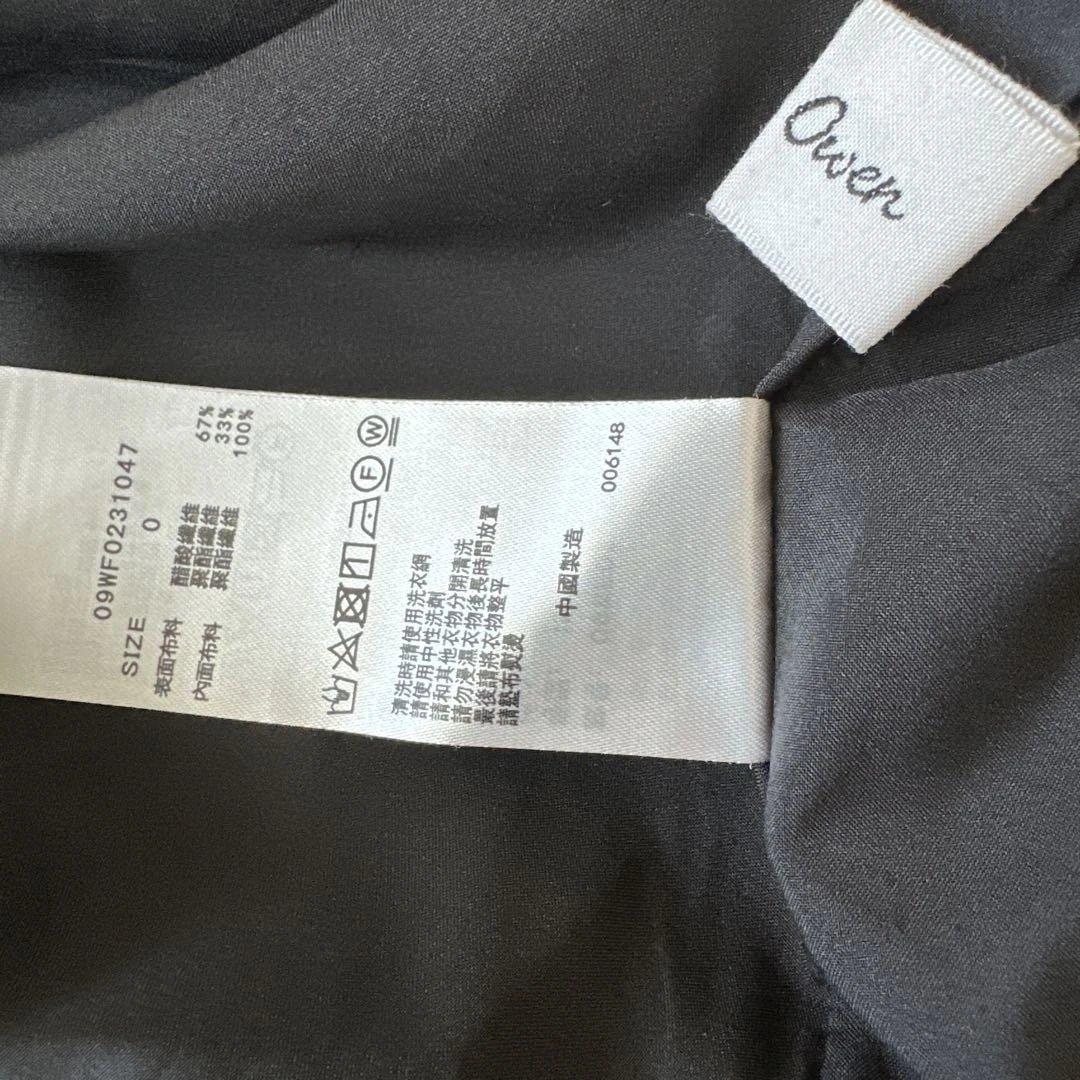 Owen
09WF0231047
SIZE 0
表面布料 醋酸纖維 67%
聚酯纖維 33%
內面布料 聚酯纖維 100%
F W
清洗時請使用洗衣網
請使用中性洗劑
請和其他衣物分開清洗
請勿浸濕衣物後長時間放置
最後請將衣物整平
請墊布熨燙
中國製造 006148